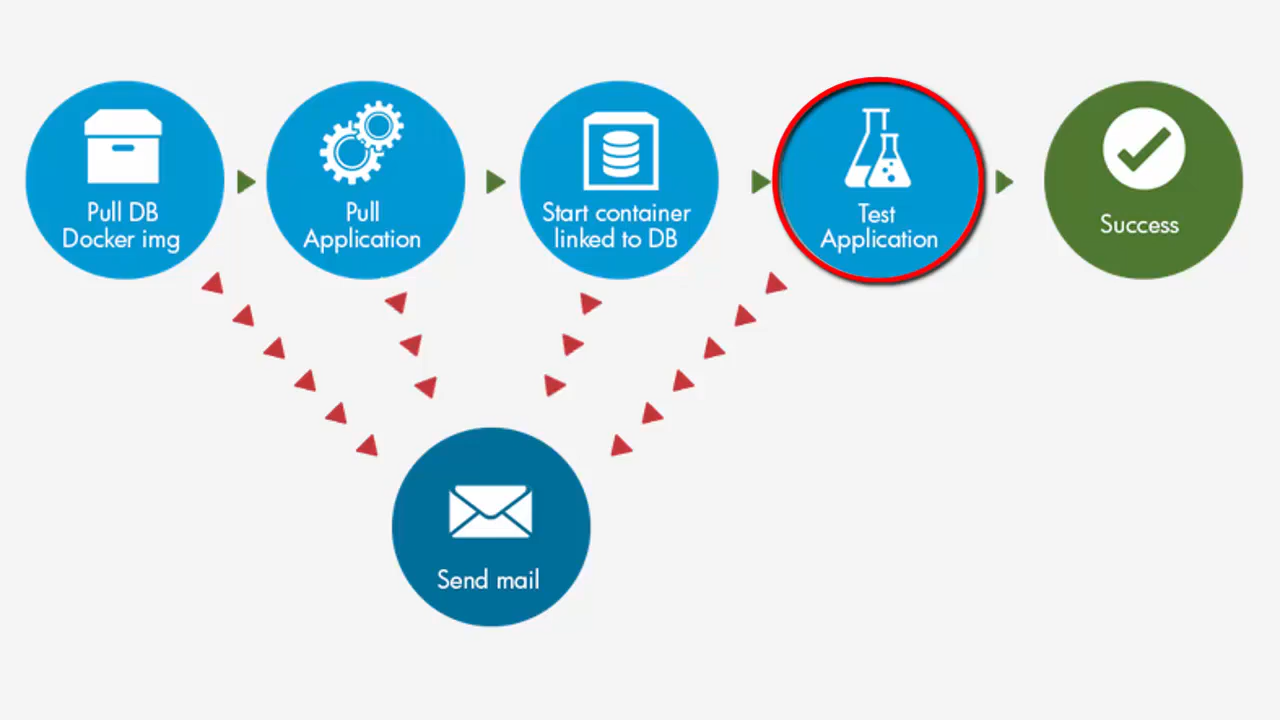 Pull DB
Docker img
Pull
Application
Start container
linked to DB
Test
Application
Success
Send mail